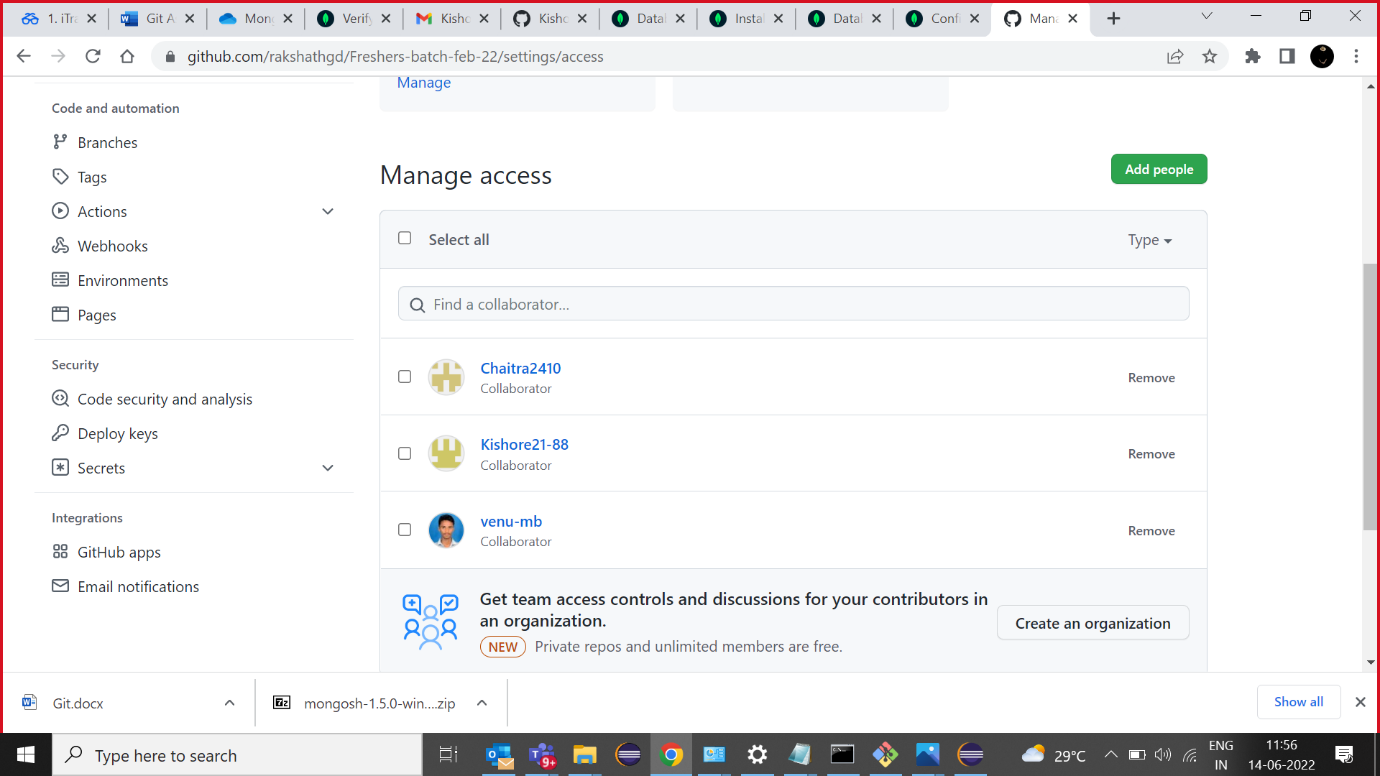 1. iTra
Git A
Mong
Verify
Kisho
Kisho
Datab
Instal
Datab
Confi
Mana
github.com/rakshathgd/Freshers-batch-feb-22/settings/access
Manage
Code and automation
Branches
Tags
Actions
Webhooks
Environments
Pages
Security
Code security and analysis
Deploy keys
Secrets
Integrations
GitHub apps
Email notifications
Manage access
Add people
Select all
Type
Find a collaborator...
Chaitra2410
Collaborator
Remove
Kishore21-88
Collaborator
Remove
venu-mb
Collaborator
Remove
Get team access controls and discussions for your contributors in
an organization.
NEW Private repos and unlimited members are free.
Create an organization
Git.docx
mongosh-1.5.0-win....zip
Show all
Type here to search
9+
29°C
ENG
IN
11:56
14-06-2022